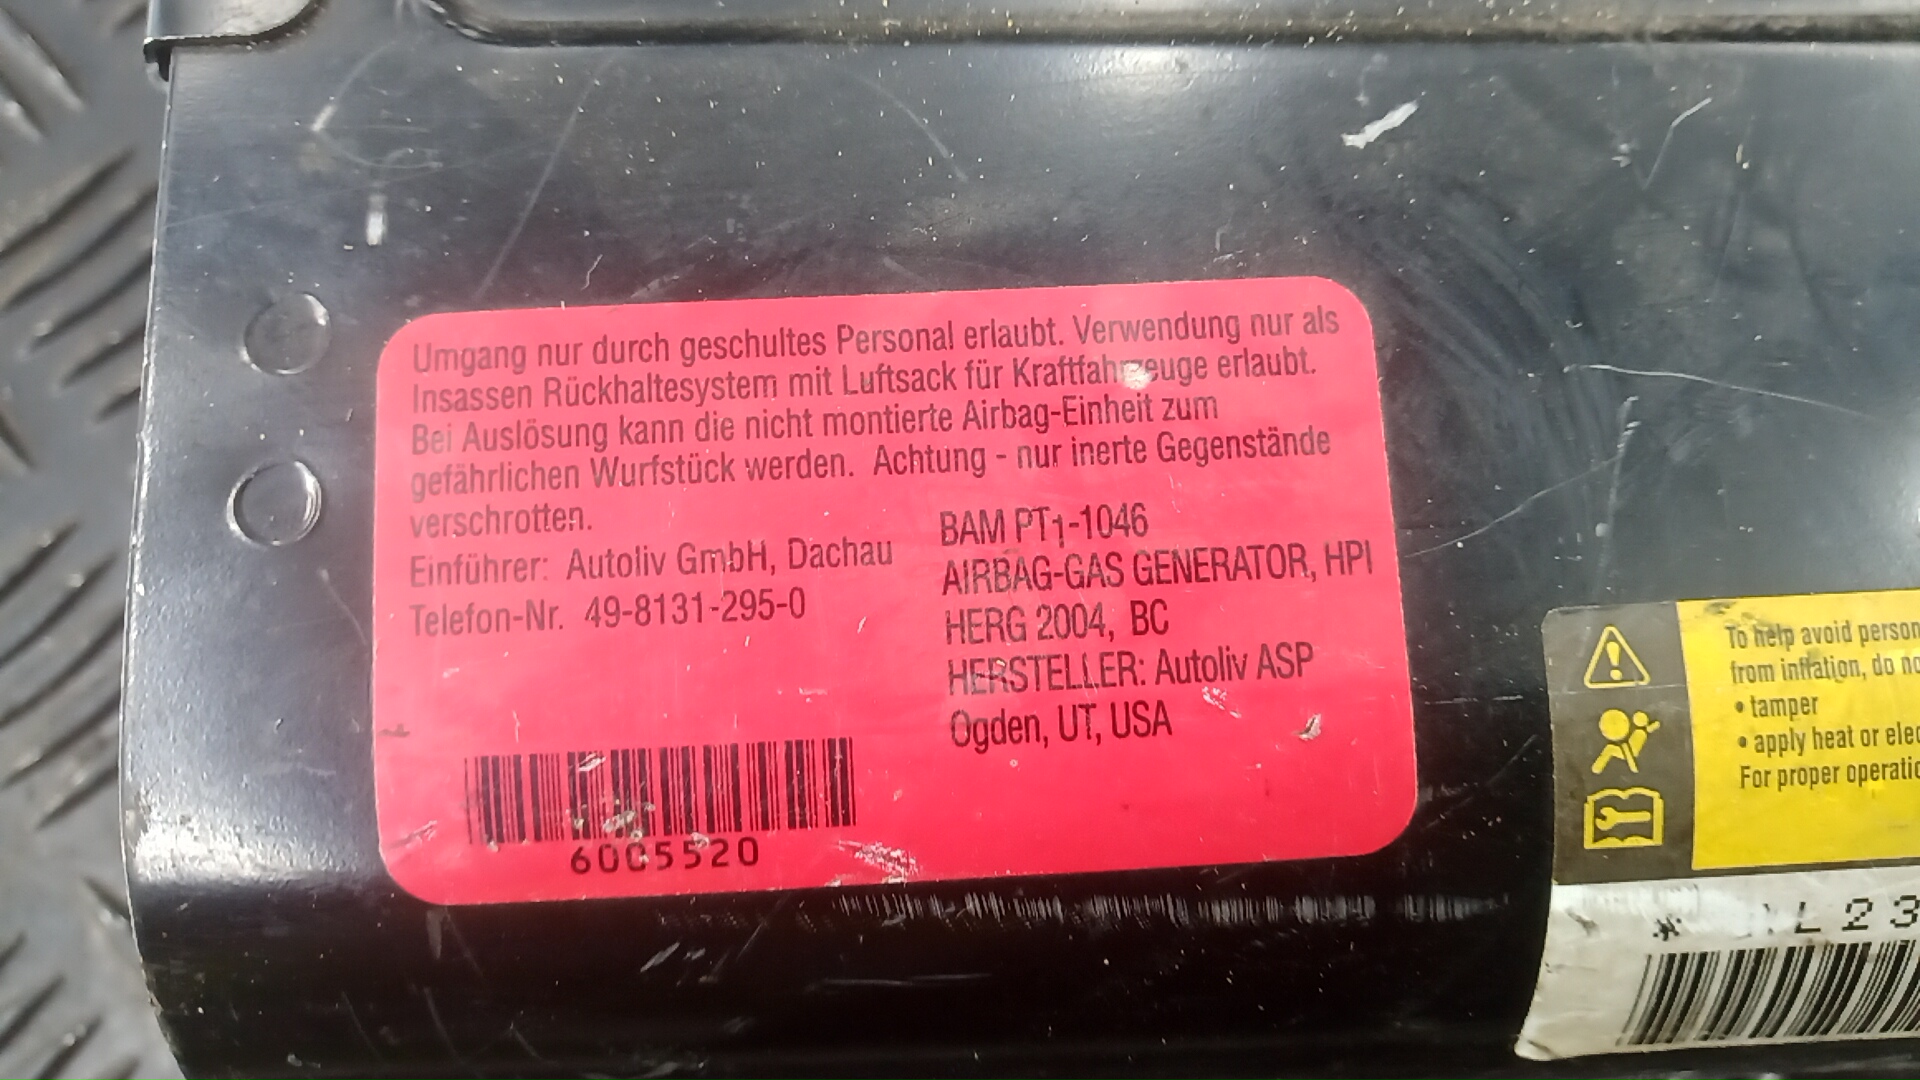 Umgang nur durch geschultes Personal erlaubt. Verwendung nur als
Insassen Rückhaltesystem mit Luftsack für Kraftfahrzeuge erlaubt.
Bei Auslösung kann die nicht montierte Airbag-Einheit zum
gefährlichen Wurfstück werden. Achtung - nur inerte Gegenstände
verschrotten.
Einführer: Autoliv GmbH, Dachau
Telefon-Nr. 49-8131-295-0
BAM PT1-1046
AIRBAG-GAS GENERATOR, HPI
HERG 2004, BC
HERSTELLER: Autoliv ASP
Ogden, UT, USA
6005520
To help avoid person
from inflation, do no
• tamper
• apply heat or elec
For proper operatio
L23